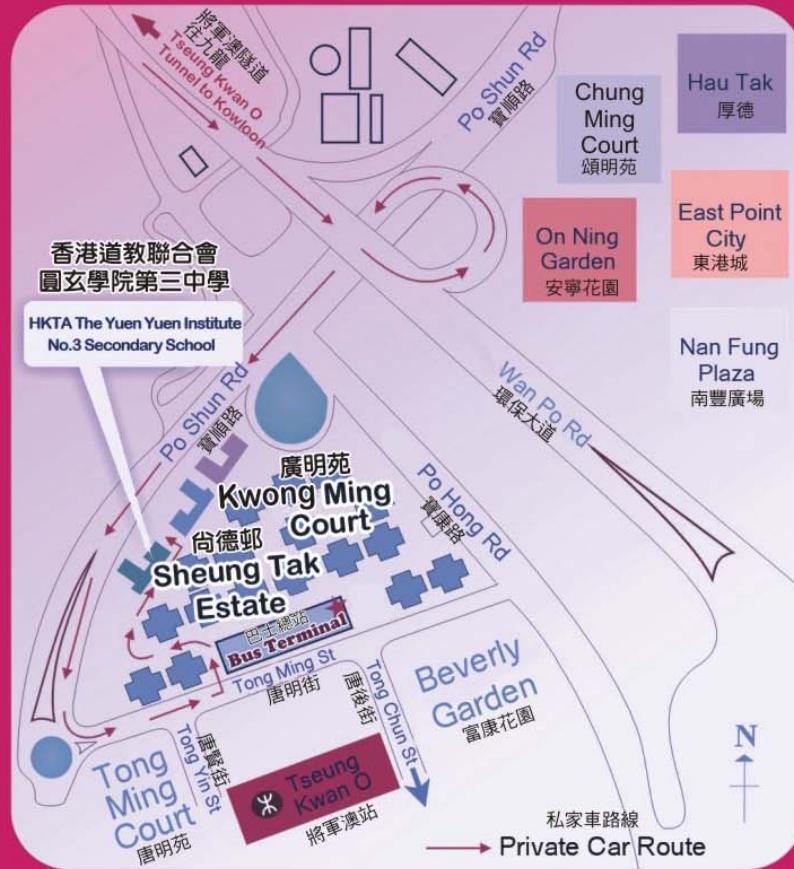 將軍澳隧道
往九龍
Tseung Kwan O
Tunnel to Kowloon
Po Shun Rd
寶順路
Chung
Ming
Court
頌明苑
Hau Tak
厚德
On Ning
Garden
安寧花園
East Point
City
東港城
Nan Fung
Plaza
南豐廣場
香港道教聯合會
圓玄學院第三中學
HKTA The Yuen Yuen Institute
No.3 Secondary School
Po Shun Rd
寶順路
Wan Po Rd
環保大道
廣明苑
Kwong Ming
Court
Po Hong Rd
寶康路
尚德邨
Sheung Tak
Estate
巴士總站
Bus Terminal
Tong Ming St
唐明街
Tong Chun St
唐俊街
Beverly
Garden
富康花園
Tong
Ming
Court
唐明苑
唐賢街
Tong Yin St
Tseung
Kwan O
將軍澳站
N
私家車路線
Private Car Route